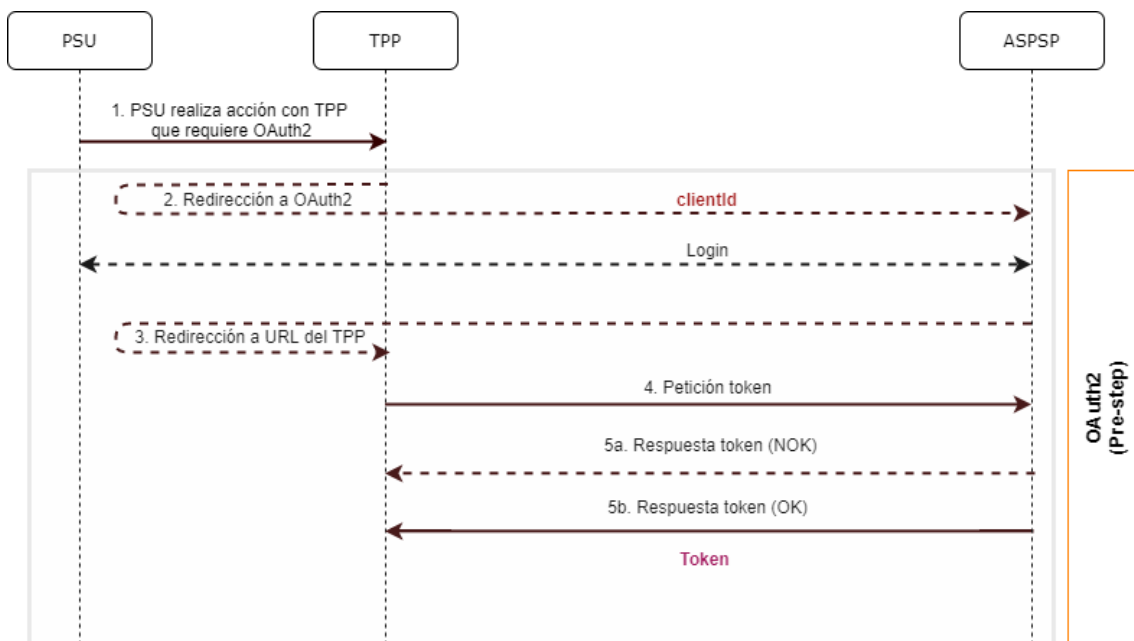 PSU
TPP
ASPSP
1. PSU realiza acción con TPP
que requiere OAuth2
2. Redirección a OAuth2
clientId
Login
3. Redirección a URL del TPP
4. Petición token
5a. Respuesta token (NOK)
5b. Respuesta token (OK)
Token
OAuth2
(Pre-step)